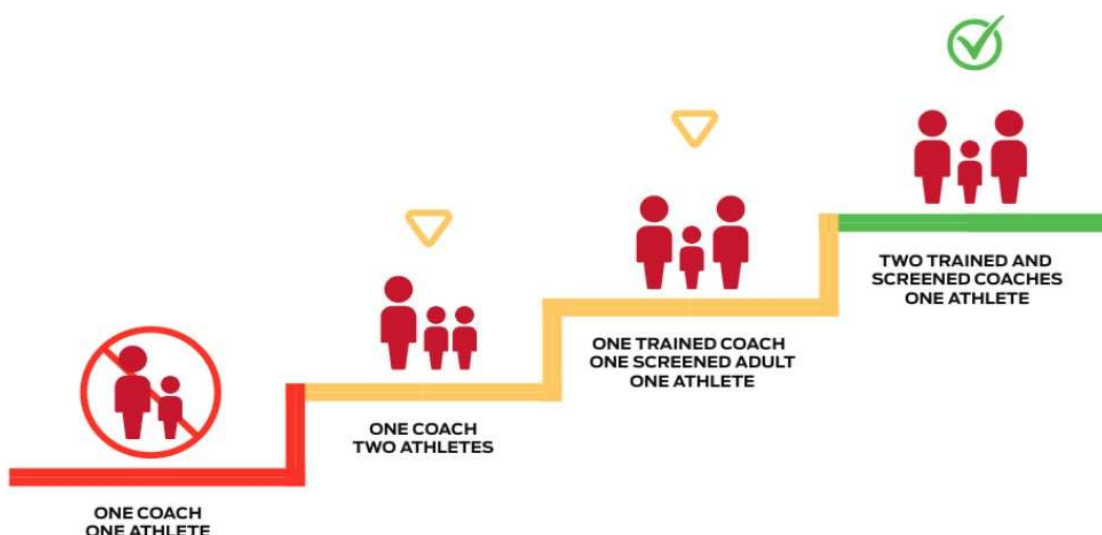 ONE COACH
ONE ATHLETE
ONE COACH
TWO ATHLETES
ONE TRAINED COACH
ONE SCREENED ADULT
ONE ATHLETE
TWO TRAINED AND
SCREENED COACHES
ONE ATHLETE